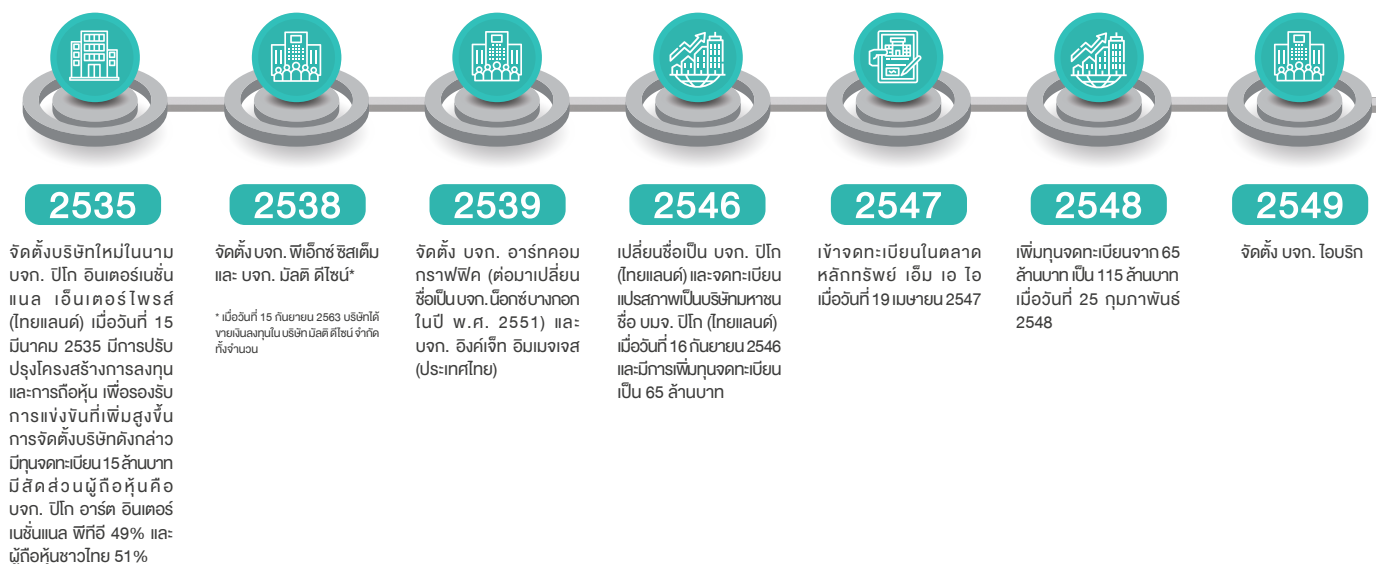 2535
จัดตั้งบริษัทใหม่ในนาม
บจก. ปิโก อินเตอร์เนชั่น
แนล เอ็นเตอร์ไพรส์
(ไทยแลนด์) เมื่อวันที่ 15
มีนาคม 2535 มีการปรับ
ปรุงโครงสร้างการลงทุน
และการถือหุ้น เพื่อรองรับ
การแข่งขันที่เพิ่มสูงขึ้น
การจัดตั้งบริษัทดังกล่าว
มีทุนจดทะเบียน 15 ล้านบาท
มีสัดส่วนผู้ถือหุ้นคือ
บจก. ปิโก อาร์ต อินเตอร์
เนชั่นแนล พีทีอี 49% และ
ผู้ถือหุ้นชาวไทย 51%
2538
จัดตั้ง บจก. พีเอ็กซ์ ซิสเต็ม
และ บจก. มัลติ ดีไซน์*
* เมื่อวันที่ 15 กันยายน 2563 บริษัทได้
ขายเงินลงทุนใน บริษัท มัลติ ดีไซน์ จำกัด
ทั้งจำนวน
2539
จัดตั้ง บจก. อาร์ทคอม
กราฟฟิค (ต่อมาเปลี่ยน
ชื่อเป็น บจก. น็อกซ์ บางกอก
ในปี พ.ศ. 2551) และ
บจก. อิงค์เจ็ท อิมเมจเจส
(ประเทศไทย)
2546
เปลี่ยนชื่อเป็น บจก. ปิโก
(ไทยแลนด์) และจดทะเบียน
แปรสภาพเป็นบริษัทมหาชน
ชื่อ บมจ. ปิโก (ไทยแลนด์)
เมื่อวันที่ 16 กันยายน 2546
และมีการเพิ่มทุนจดทะเบียน
เป็น 65 ล้านบาท
2547
เข้าจดทะเบียนในตลาด
หลักทรัพย์ เอ็ม เอ ไอ
เมื่อวันที่ 19 เมษายน 2547
2548
เพิ่มทุนจดทะเบียนจาก 65
ล้านบาท เป็น 115 ล้านบาท
เมื่อวันที่ 25 กุมภาพันธ์
2548
2549
จัดตั้ง บจก. ไอบริก